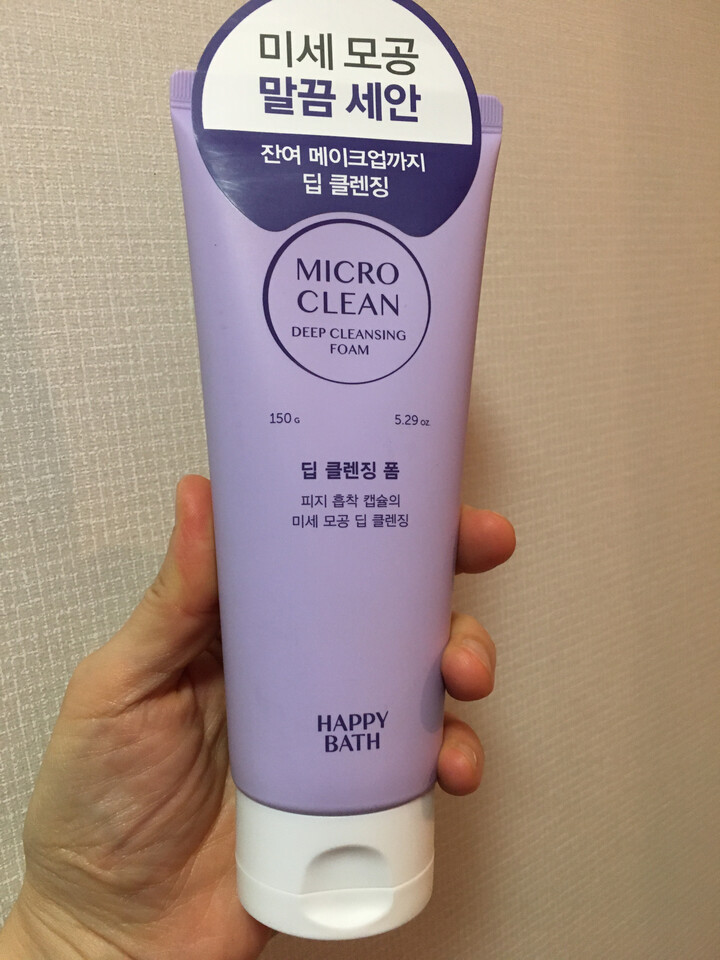 미세 모공
말끔 세안
잔여 메이크업까지
딥 클렌징
MICRO
CLEAN
DEEP CLEANSING
FOAM
150 G 5.29 oz
딥 클렌징 폼
피지 흡착 캡슐의
미세 모공 딥 클렌징
HAPPY
BATH